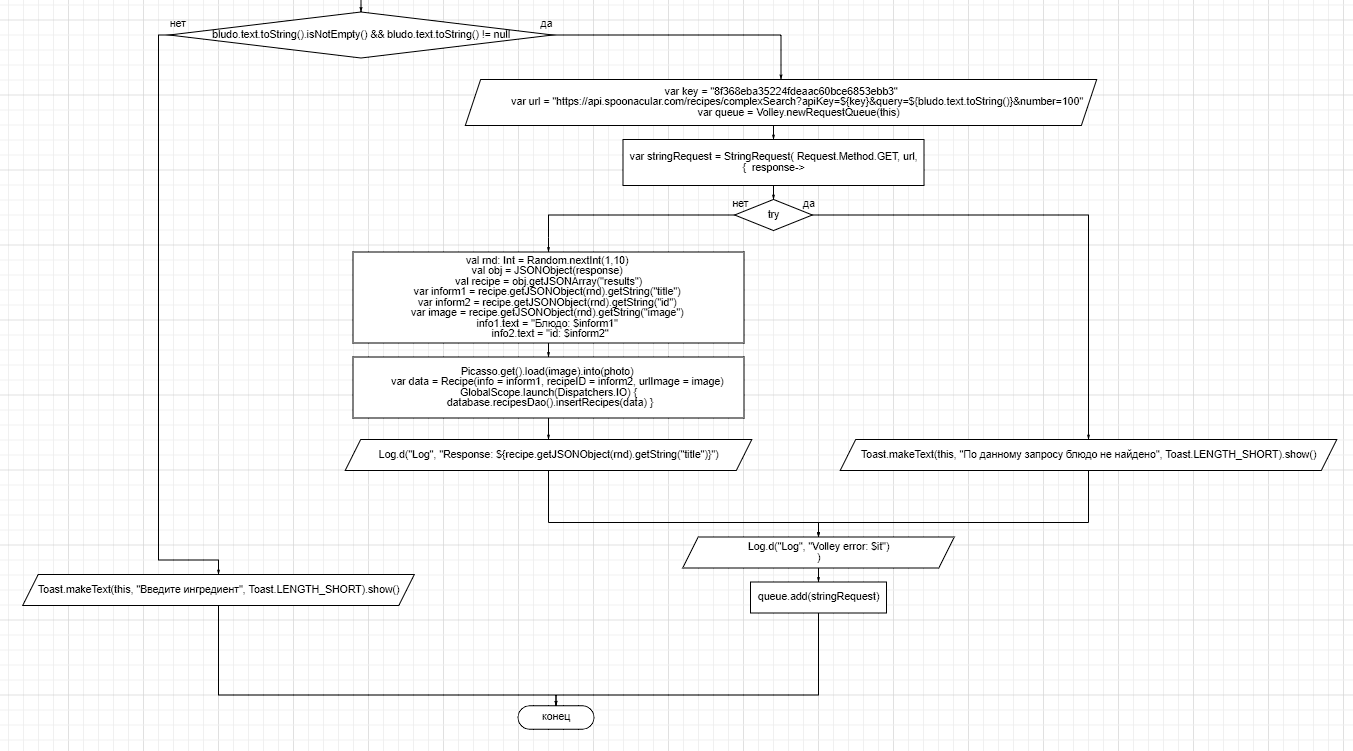 нет
да
bludo.text.toString().isNotEmpty() && bludo.text.toString() != null
var key = "8f368eba35224fdeaac60bce6853ebb3"
var url = "https://api.spoonacular.com/recipes/complexSearch?apiKey=${key}&query=${bludo.text.toString()}&number=100"
var queue = Volley.newRequestQueue(this)
var stringRequest = StringRequest( Request.Method.GET, url,
{ response->
нет
да
try
val rnd: Int = Random.nextInt(1,10)
val obj = JSONObject(response)
val recipe = obj.getJSONArray("results")
var inform1 = recipe.getJSONObject(rnd).getString("title")
var inform2 = recipe.getJSONObject(rnd).getString("id")
var image = recipe.getJSONObject(rnd).getString("image")
info1.text = "Блюдо: $inform1"
info2.text = "id: $inform2"
Picasso.get().load(image).into(photo)
var data = Recipe(info = inform1, recipeID = inform2, urlImage = image)
GlobalScope.launch(Dispatchers.IO) {
database.recipesDao().insertRecipes(data) }
Log.d("Log", "Response: ${recipe.getJSONObject(rnd).getString("title")}")
Toast.makeText(this, "По данному запросу блюдо не найдено", Toast.LENGTH_SHORT).show()
Log.d("Log", "Volley error: $it")
)
Toast.makeText(this, "Введите ингредиент", Toast.LENGTH_SHORT).show()
queue.add(stringRequest)
конец